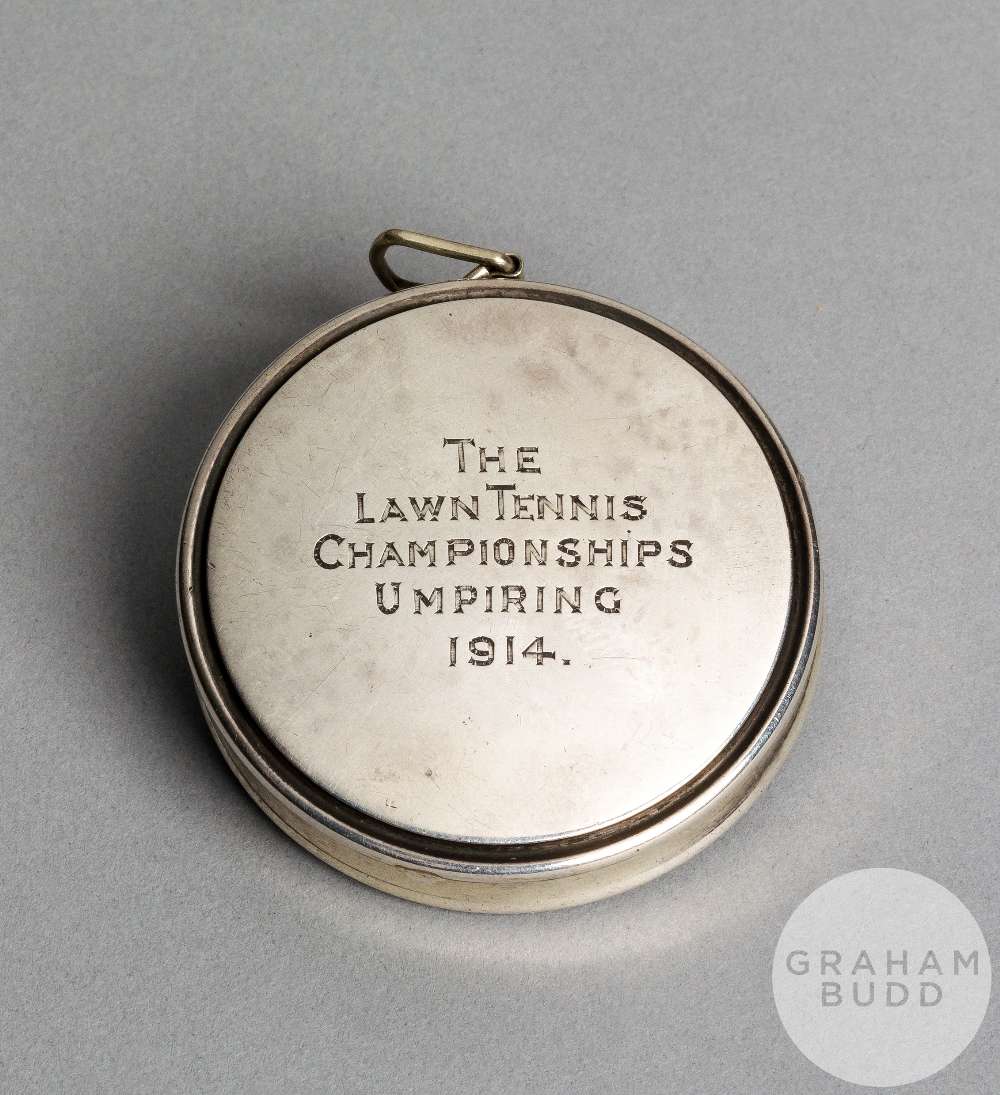 THE
LAWN TENNIS
CHAMPIONSHIPS
UMPIRING
1914.
GRAHAM
BUDD